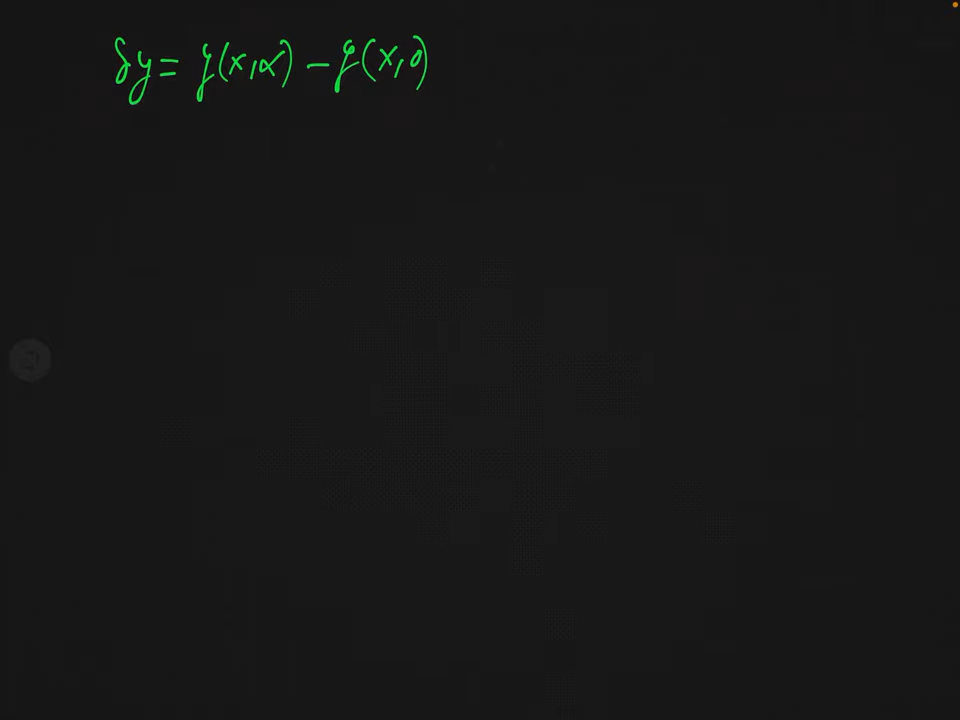 δy = y(x,α) − y(x,0)